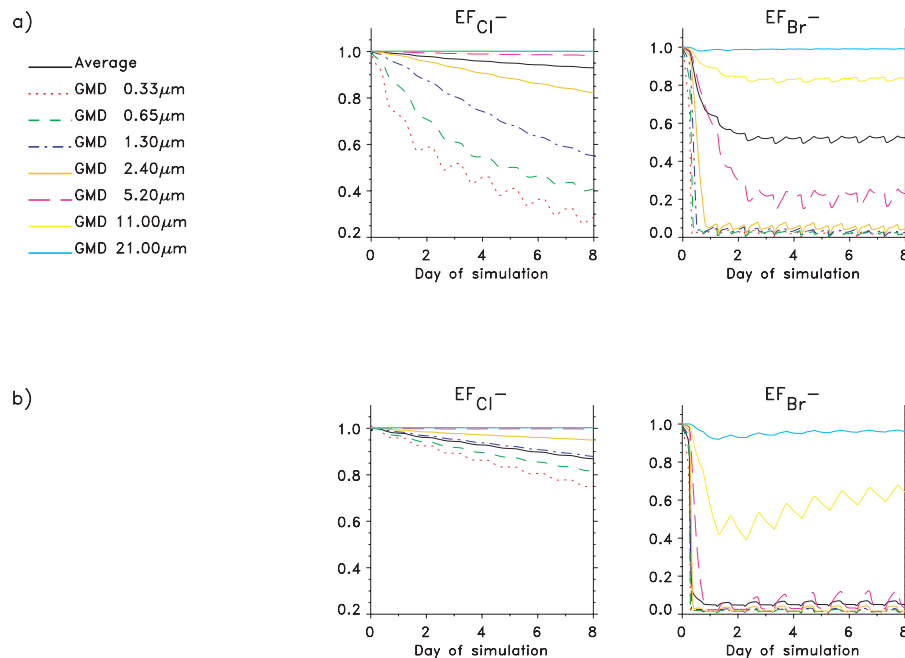 a)
Average
GMD 0.33μm
GMD 0.65μm
GMD 1.30μm
GMD 2.40μm
GMD 5.20μm
GMD 11.00μm
GMD 21.00μm
EF Cl−
1.0
0.8
0.6
0.4
0.2
0 2 4 6 8
Day of simulation
EF Br−
1.0
0.8
0.6
0.4
0.2
0.0
0 2 4 6 8
Day of simulation
b)
EF Cl−
1.0
0.8
0.6
0.4
0.2
0 2 4 6 8
Day of simulation
EF Br−
1.0
0.8
0.6
0.4
0.2
0.0
0 2 4 6 8
Day of simulation